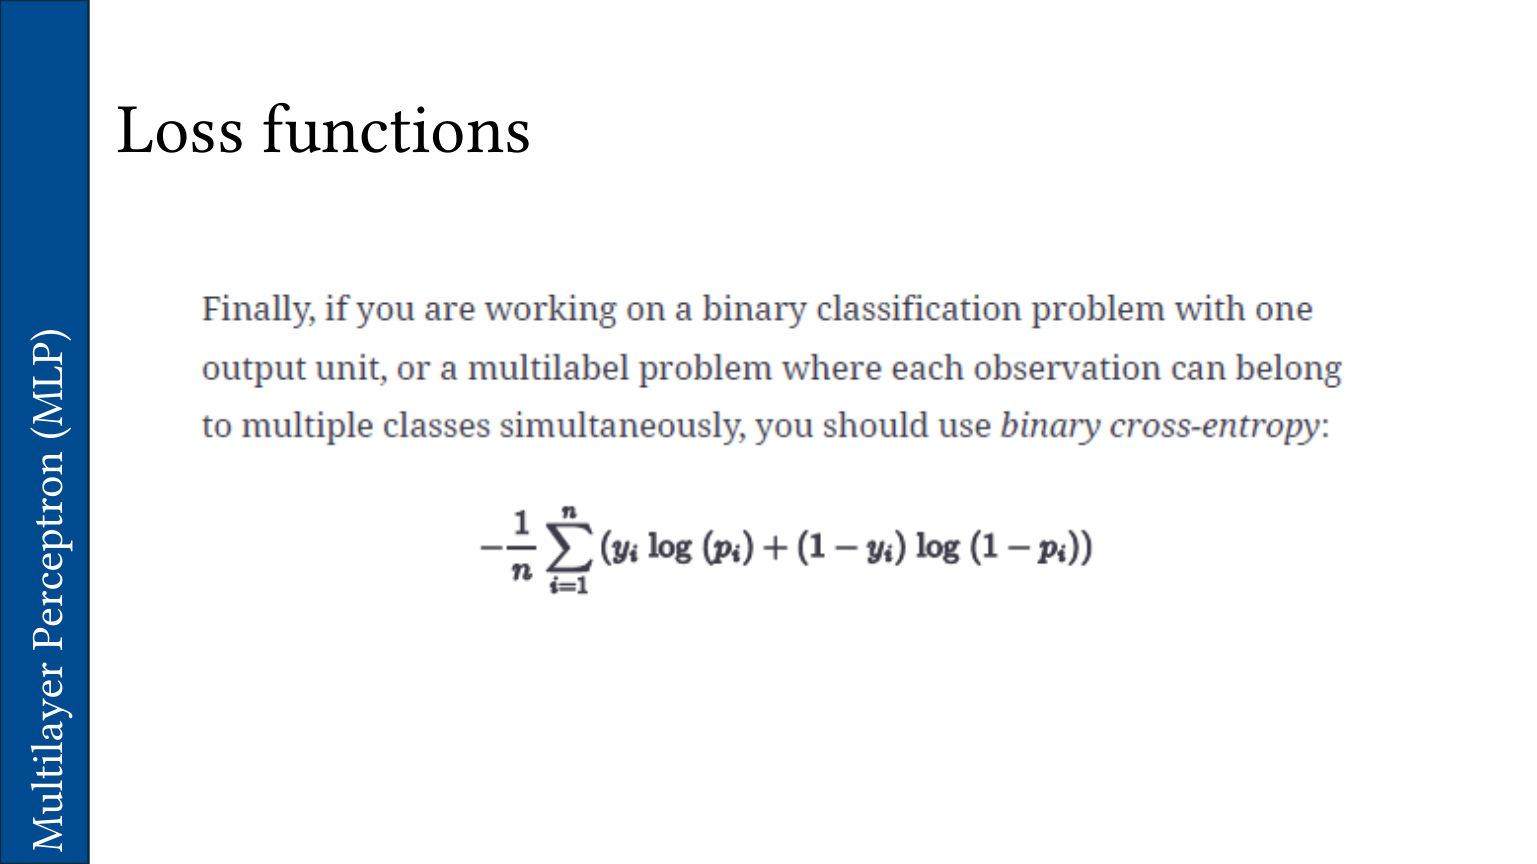 Multilayer Perceptron (MLP)
Loss functions
Finally, if you are working on a binary classification problem with one
output unit, or a multilabel problem where each observation can belong
to multiple classes simultaneously, you should use binary cross-entropy:
$-\frac{1}{n} \sum_{i=1}^{n} (y_i \log (p_i) + (1 - y_i) \log (1 - p_i))$